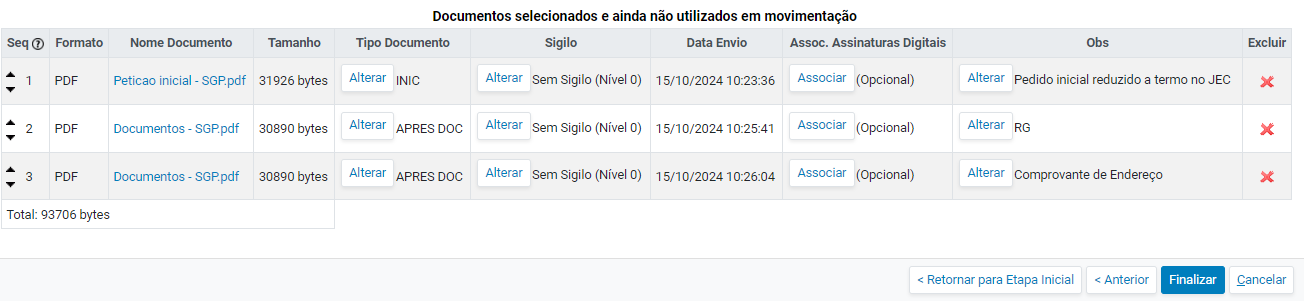 Documentos selecionados e ainda não utilizados em movimentação
Seq ? Formato Nome Documento Tamanho Tipo Documento Sigilo Data Envio Assoc. Assinaturas Digitais Obs Excluir
1 PDF Peticao inicial - SGP.pdf 31926 bytes Alterar INIC Alterar Sem Sigilo (Nível 0) 15/10/2024 10:23:36 Associar (Opcional) Alterar Pedido inicial reduzido a termo no JEC
2 PDF Documentos - SGP.pdf 30890 bytes Alterar APRES DOC Alterar Sem Sigilo (Nível 0) 15/10/2024 10:25:41 Associar (Opcional) Alterar RG
3 PDF Documentos - SGP.pdf 30890 bytes Alterar APRES DOC Alterar Sem Sigilo (Nível 0) 15/10/2024 10:26:04 Associar (Opcional) Alterar Comprovante de Endereço
Total: 93706 bytes
< Retornar para Etapa Inicial < Anterior Finalizar Cancelar